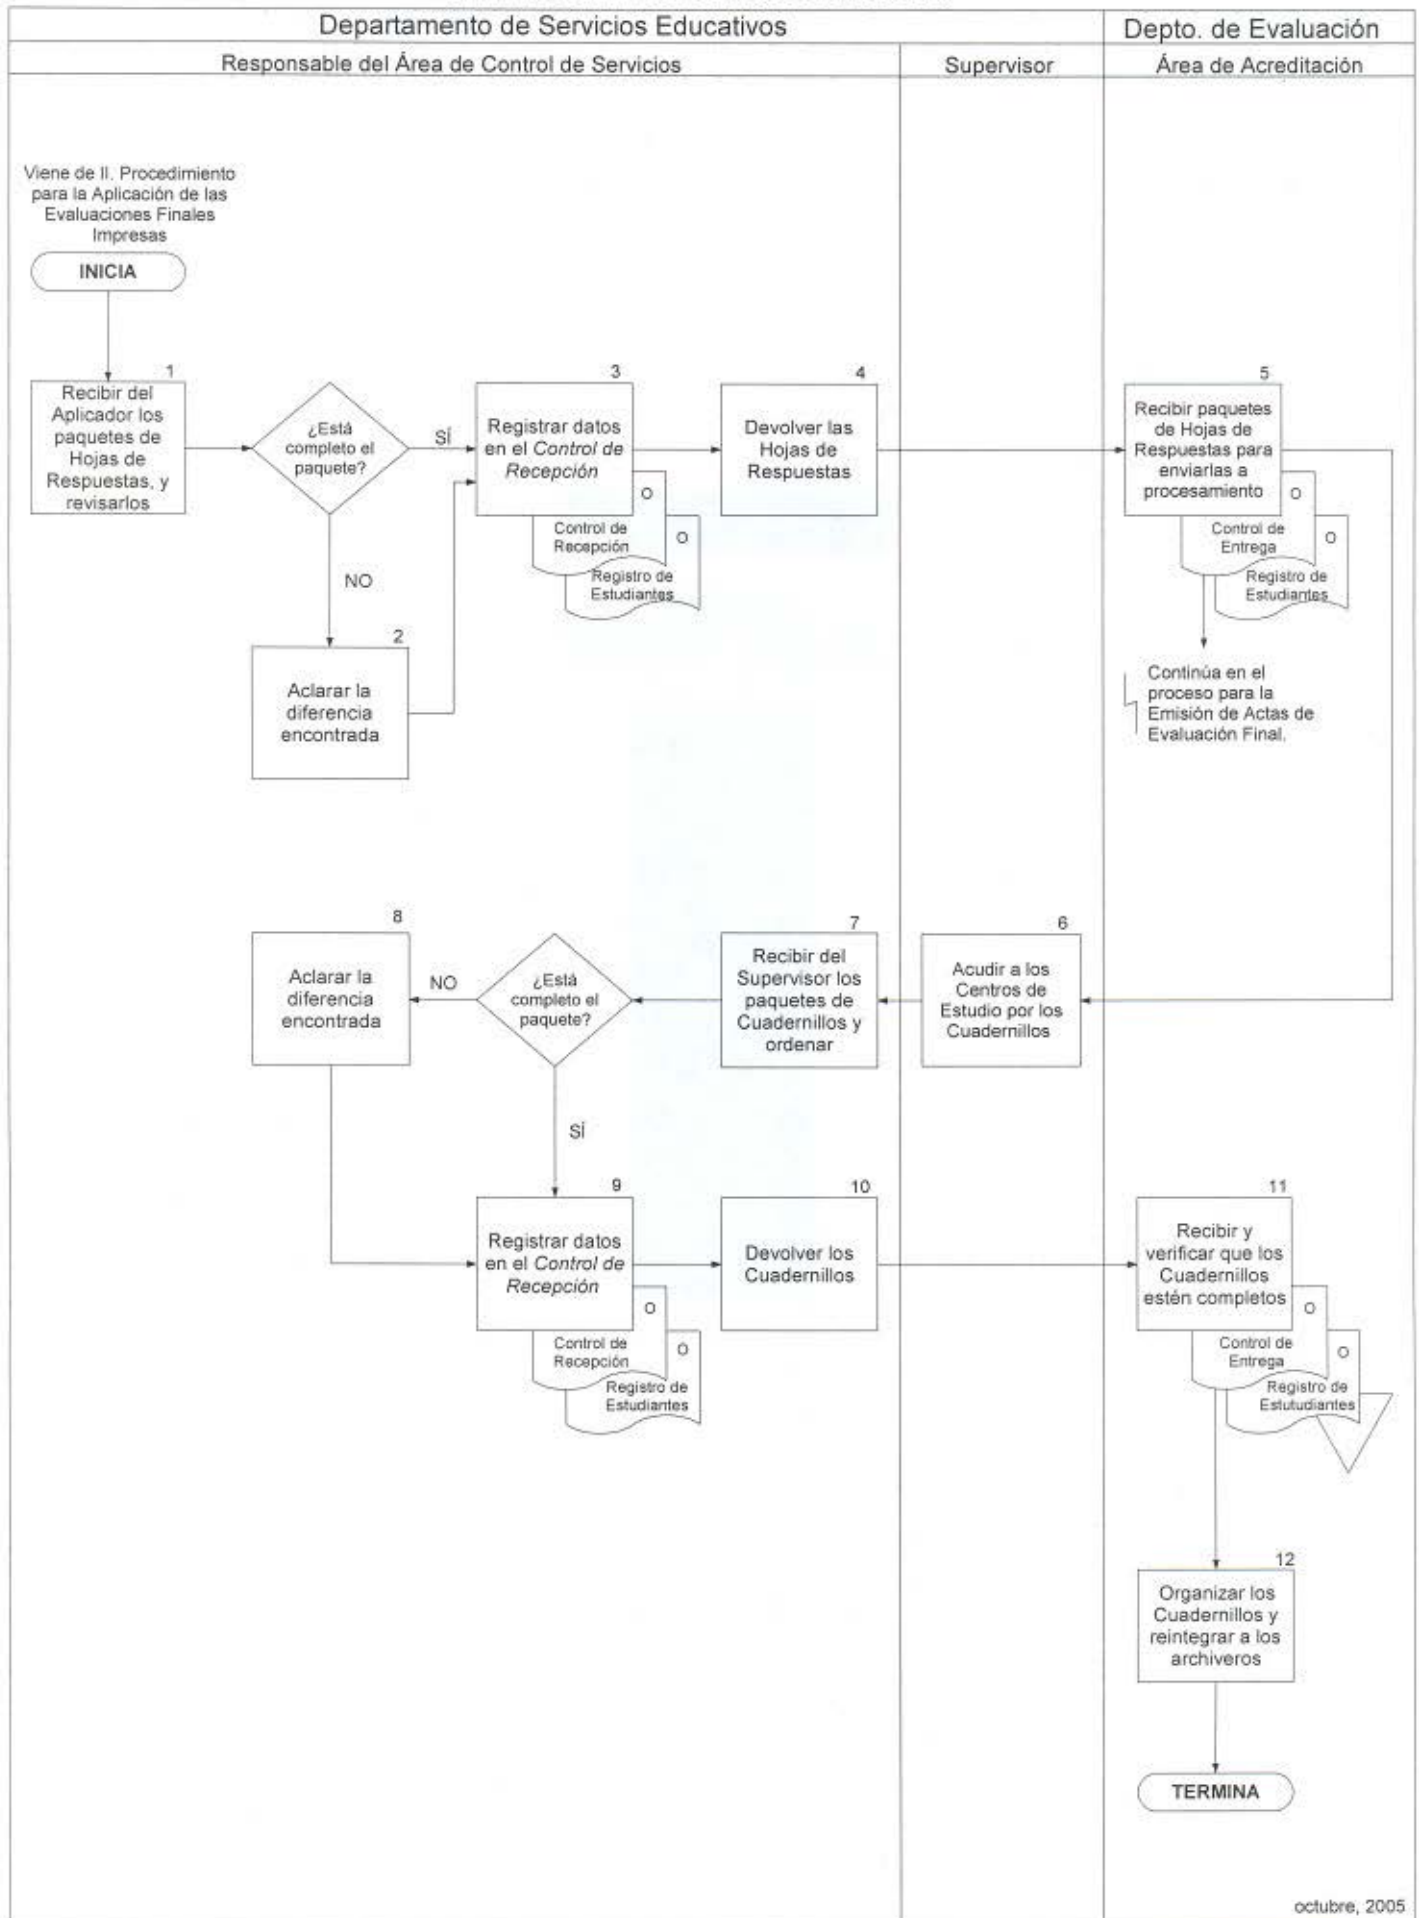 Departamento de Servicios Educativos
Depto. de Evaluación
Responsable del Área de Control de Servicios
Supervisor
Área de Acreditación
Viene de II. Procedimiento
para la Aplicación de las
Evaluaciones Finales
Impresas
INICIA
1
Recibir del
Aplicador los
paquetes de
Hojas de
Respuestas, y
revisarlos
¿Está
completo el
paquete?
SÍ
NO
2
Aclarar la
diferencia
encontrada
3
Registrar datos
en el Control de
Recepción
O
Control de
Recepción
O
Registro de
Estudiantes
4
Devolver las
Hojas de
Respuestas
5
Recibir paquetes
de Hojas de
Respuestas para
enviarlas a
procesamiento
O
Control de
Entrega
O
Registro de
Estudiantes
Continúa en el
proceso para la
Emisión de Actas de
Evaluación Final.
6
Acudir a los
Centros de
Estudio por los
Cuadernillos
7
Recibir del
Supervisor los
paquetes de
Cuadernillos y
ordenar
¿Está
completo el
paquete?
NO
SÍ
8
Aclarar la
diferencia
encontrada
9
Registrar datos
en el Control de
Recepción
O
Control de
Recepción
O
Registro de
Estudiantes
10
Devolver los
Cuadernillos
11
Recibir y
verificar que los
Cuadernillos
estén completos
O
Control de
Entrega
O
Registro de
Estutudiantes
12
Organizar los
Cuadernillos y
reintegrar a los
archiveros
TERMINA
octubre, 2005